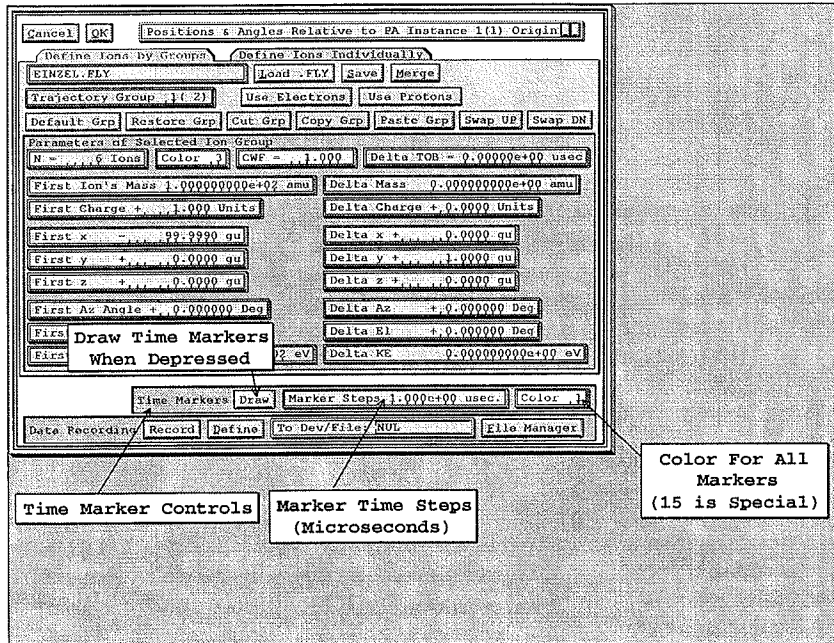 Cancel OK Positions & Angles Relative to PA Instance 1(1) Origin
Define Ions by Groups Define Ions Individually
EINZEL.FLY Load .FLY Save Merge
Trajectory Group 1( 2) Use Electrons Use Protons
Default Grp Restore Grp Cut Grp Copy Grp Paste Grp Swap UP Swap DN
Parameters of Selected Ion Group
N = 6 Ions Color 3 CWF = 1.000 Delta TOB = 0.00000e+00 usec
First Ion's Mass 1.000000000e+02 amu Delta Mass 0.000000000e+00 amu
First Charge + 1.000 Units Delta Charge + 0.0000 Units
First x - 99.9990 gu Delta x + 0.0000 gu
First y + 0.0000 gu Delta y + 1.0000 gu
First z + 0.0000 gu Delta z + 0.0000 gu
First Az Angle + 0.000000 Deg Delta Az +0.000000 Deg
First Delta El +0.000000 Deg
First 02 eV Delta KE 0.000000000e+00 eV
Draw Time Markers
When Depressed
Time Markers Draw Marker Steps 1.000e+00 usec. Color 1
Data Recording Record Define To Dev/File: NUL File Manager
Time Marker Controls
Marker Time Steps
(Microseconds)
Color For All
Markers
(15 is Special)